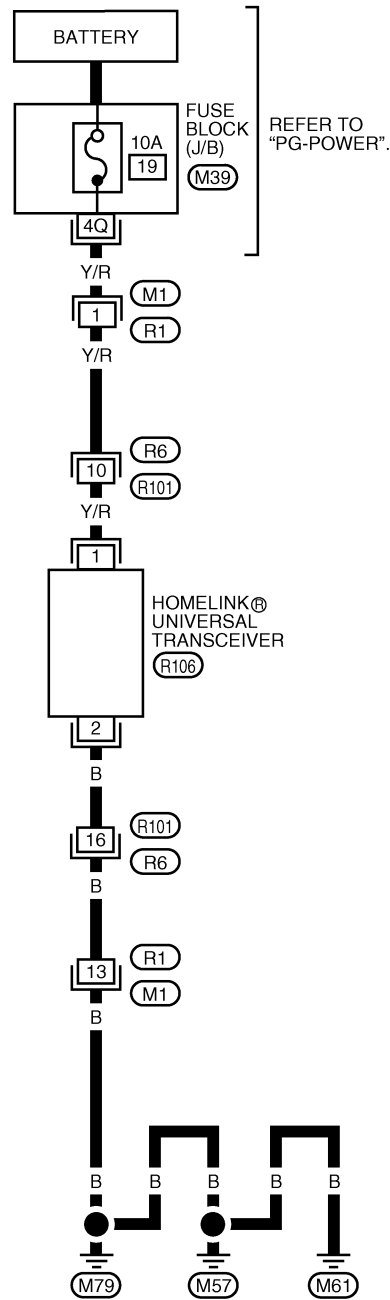 BATTERY
FUSE
BLOCK
(J/B)
REFER TO
“PG-POWER”.
10A
19
M39
4Q
Y/R
M1
1
R1
Y/R
R6
10
R101
Y/R
1
HOMELINK®
UNIVERSAL
TRANSCEIVER
R106
2
B
R101
16
R6
B
R1
13
M1
B
B B B B B
M79 M57 M61